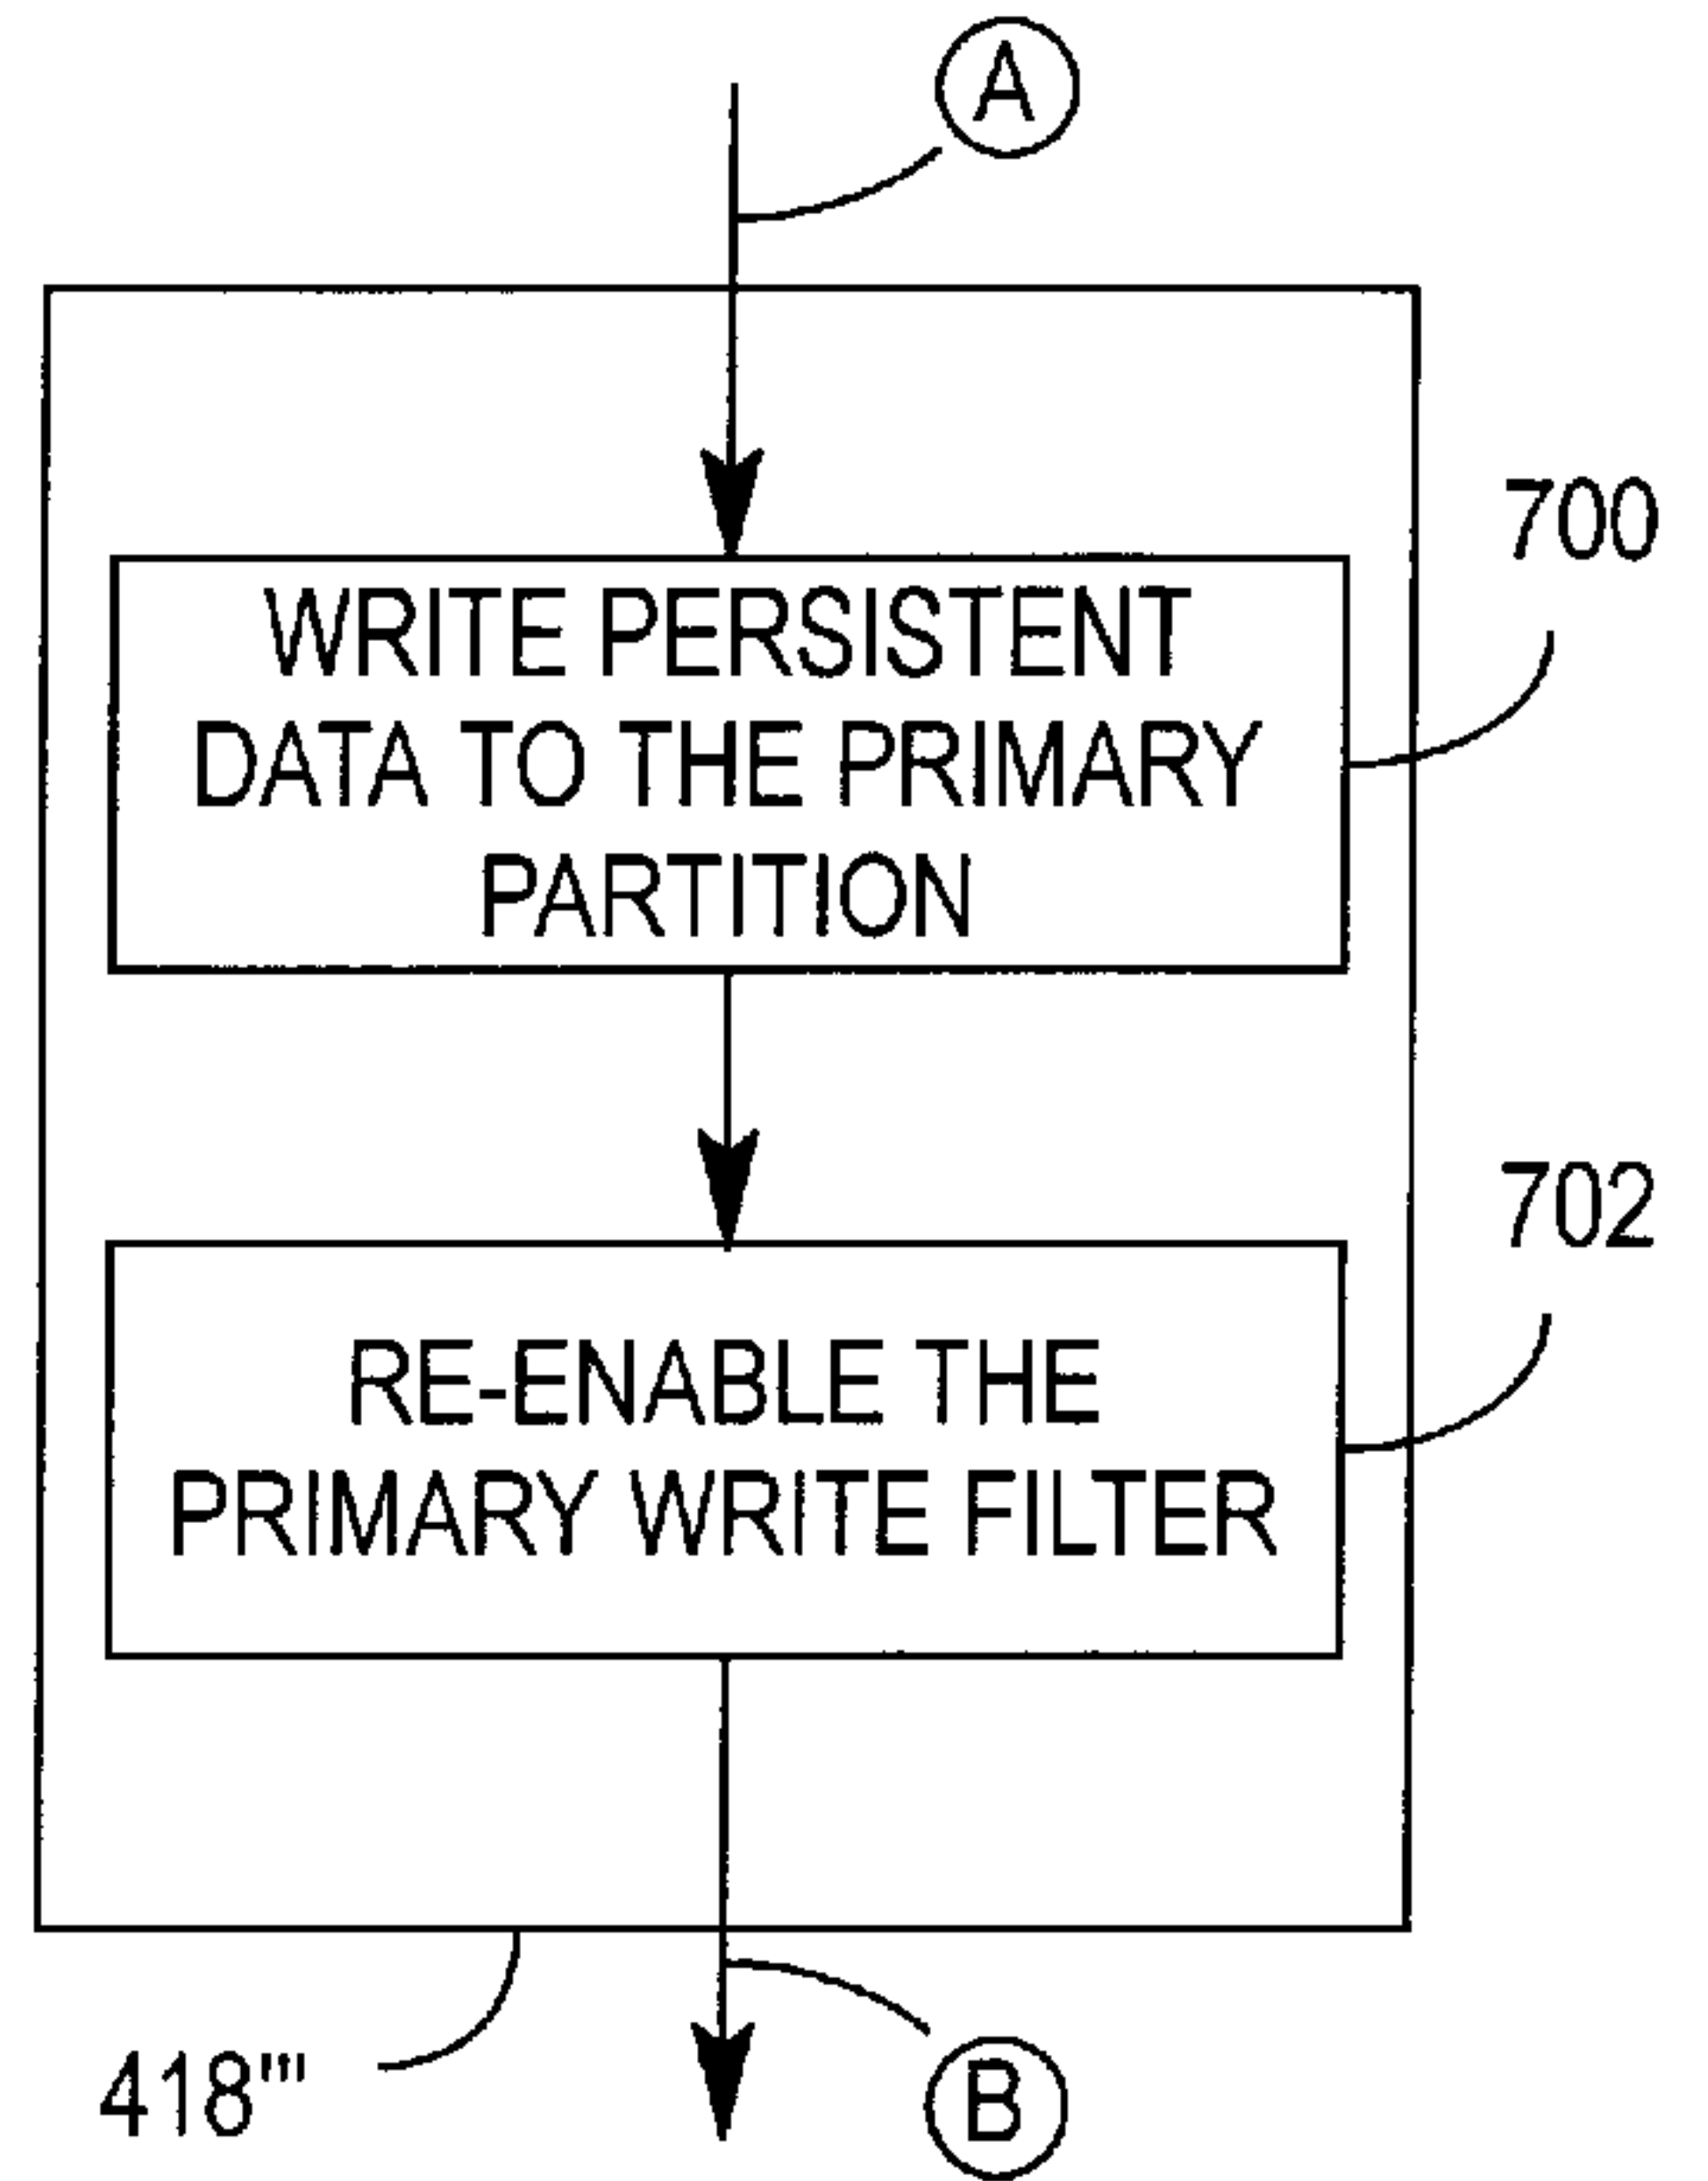 A
700
WRITE PERSISTENT
DATA TO THE PRIMARY
PARTITION
702
RE-ENABLE THE
PRIMARY WRITE FILTER
418'''
B